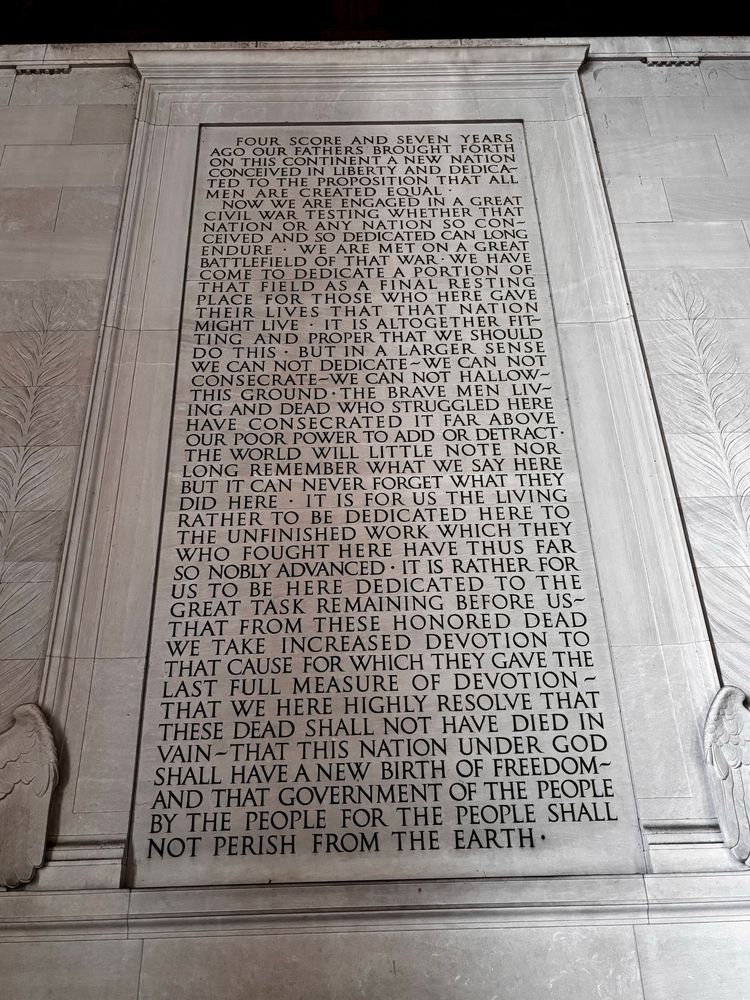 FOUR SCORE AND SEVEN YEARS
AGO OUR FATHERS BROUGHT FORTH
ON THIS CONTINENT A NEW NATION
CONCEIVED IN LIBERTY AND DEDICA~
TED TO THE PROPOSITION THAT ALL
MEN ARE CREATED EQUAL ·
NOW WE ARE ENGAGED IN A GREAT
CIVIL WAR TESTING WHETHER THAT
NATION OR ANY NATION SO CON~
CEIVED AND SO DEDICATED CAN LONG
ENDURE · WE ARE MET ON A GREAT
BATTLEFIELD OF THAT WAR · WE HAVE
COME TO DEDICATE A PORTION OF
THAT FIELD AS A FINAL RESTING
PLACE FOR THOSE WHO HERE GAVE
THEIR LIVES THAT THAT NATION
MIGHT LIVE · IT IS ALTOGETHER FIT~
TING AND PROPER THAT WE SHOULD
DO THIS · BUT IN A LARGER SENSE
WE CAN NOT DEDICATE~WE CAN NOT
CONSECRATE~WE CAN NOT HALLOW~
THIS GROUND · THE BRAVE MEN LIV~
ING AND DEAD WHO STRUGGLED HERE
HAVE CONSECRATED IT FAR ABOVE
OUR POOR POWER TO ADD OR DETRACT ·
THE WORLD WILL LITTLE NOTE NOR
LONG REMEMBER WHAT WE SAY HERE
BUT IT CAN NEVER FORGET WHAT THEY
DID HERE · IT IS FOR US THE LIVING
RATHER TO BE DEDICATED HERE TO
THE UNFINISHED WORK WHICH THEY
WHO FOUGHT HERE HAVE THUS FAR
SO NOBLY ADVANCED · IT IS RATHER FOR
US TO BE HERE DEDICATED TO THE
GREAT TASK REMAINING BEFORE US~
THAT FROM THESE HONORED DEAD
WE TAKE INCREASED DEVOTION TO
THAT CAUSE FOR WHICH THEY GAVE THE
LAST FULL MEASURE OF DEVOTION~
THAT WE HERE HIGHLY RESOLVE THAT
THESE DEAD SHALL NOT HAVE DIED IN
VAIN~THAT THIS NATION UNDER GOD
SHALL HAVE A NEW BIRTH OF FREEDOM~
AND THAT GOVERNMENT OF THE PEOPLE
BY THE PEOPLE FOR THE PEOPLE SHALL
NOT PERISH FROM THE EARTH ·